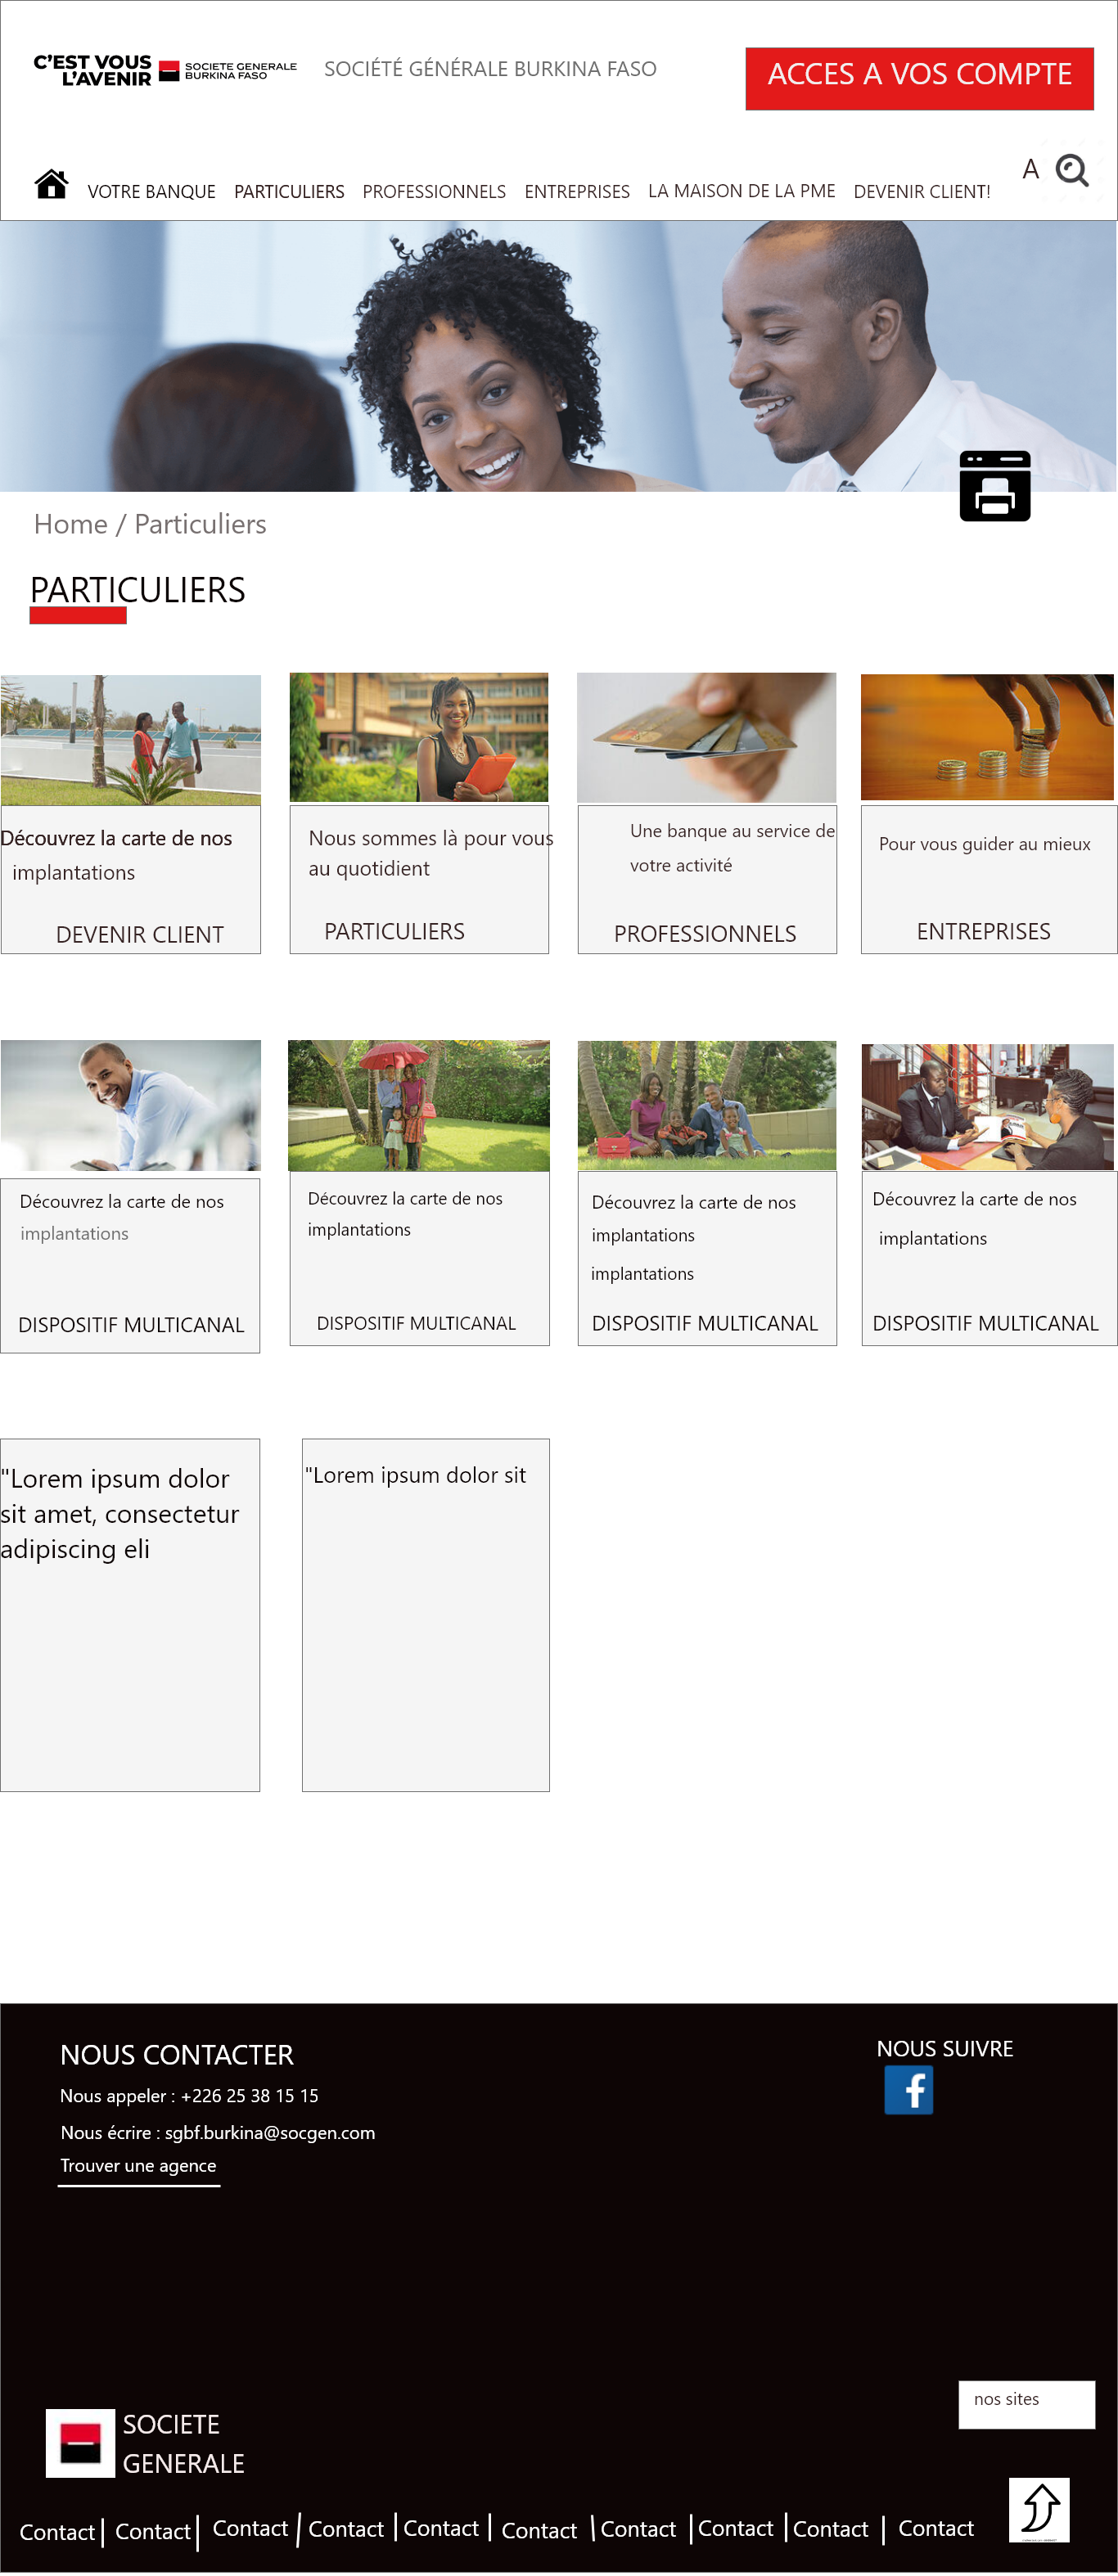 C'EST VOUS
L'AVENIR
SOCIETE GENERALE
BURKINA FASO
SOCIÉTÉ GÉNÉRALE BURKINA FASO
ACCES A VOS COMPTE
A
VOTRE BANQUE PARTICULIERS PROFESSIONNELS ENTREPRISES LA MAISON DE LA PME DEVENIR CLIENT!
Home / Particuliers
PARTICULIERS
Découvrez la carte de nos
implantations
DEVENIR CLIENT
Nous sommes là pour vous
au quotidient
PARTICULIERS
Une banque au service de
votre activité
PROFESSIONNELS
Pour vous guider au mieux
ENTREPRISES
Découvrez la carte de nos
implantations
DISPOSITIF MULTICANAL
Découvrez la carte de nos
implantations
DISPOSITIF MULTICANAL
Découvrez la carte de nos
implantations
implantations
DISPOSITIF MULTICANAL
Découvrez la carte de nos
implantations
DISPOSITIF MULTICANAL
"Lorem ipsum dolor
sit amet, consectetur
adipiscing eli
"Lorem ipsum dolor sit
NOUS CONTACTER
Nous appeler : +226 25 38 15 15
Nous écrire : sgbf.burkina@socgen.com
Trouver une agence
NOUS SUIVRE
f
nos sites
SOCIETE
GENERALE
Contact | Contact | Contact / Contact | Contact | Contact \ Contact | Contact | Contact | Contact